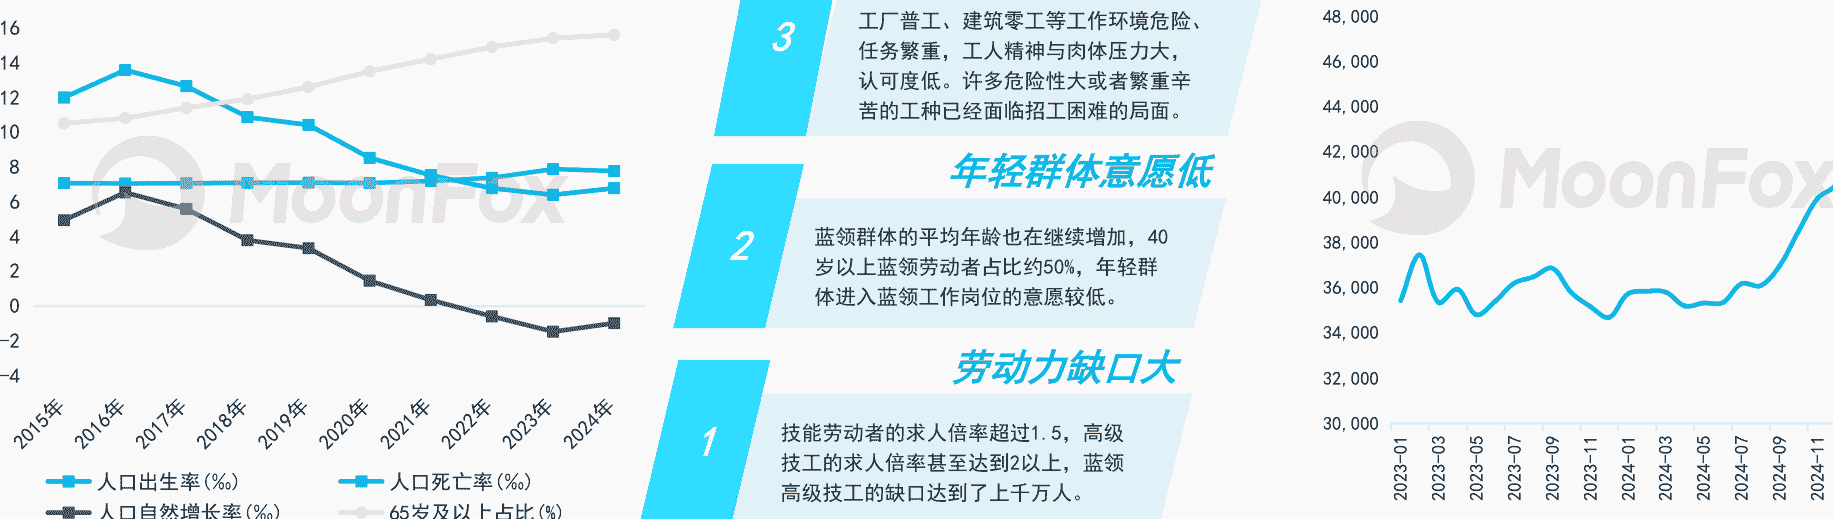 16
14
12
10
8
6
4
2
0
-2
-4
2015年
2016年
2017年
2018年
2019年
2020年
2021年
2022年
2023年
2024年
人口出生率(‰)
人口死亡率(‰)
人口自然增长率(‰)
65岁及以上占比(%)
MoonFox
3
工厂普工、建筑零工等工作环境危险、
任务繁重，工人精神与肉体压力大，
认可度低。许多危险性大或者繁重辛
苦的工种已经面临招工困难的局面。
年轻群体意愿低
2
蓝领群体的平均年龄也在继续增加，40
岁以上蓝领劳动者占比约50%，年轻群
体进入蓝领工作岗位的意愿较低。
劳动力缺口大
1
技能劳动者的求人倍率超过1.5，高级
技工的求人倍率甚至达到2以上，蓝领
高级技工的缺口达到了上千万人。
48,000
46,000
44,000
42,000
40,000
38,000
36,000
34,000
32,000
30,000
2023-01
2023-03
2023-05
2023-07
2023-09
2023-11
2024-01
2024-03
2024-05
2024-07
2024-09
2024-11
MoonFox